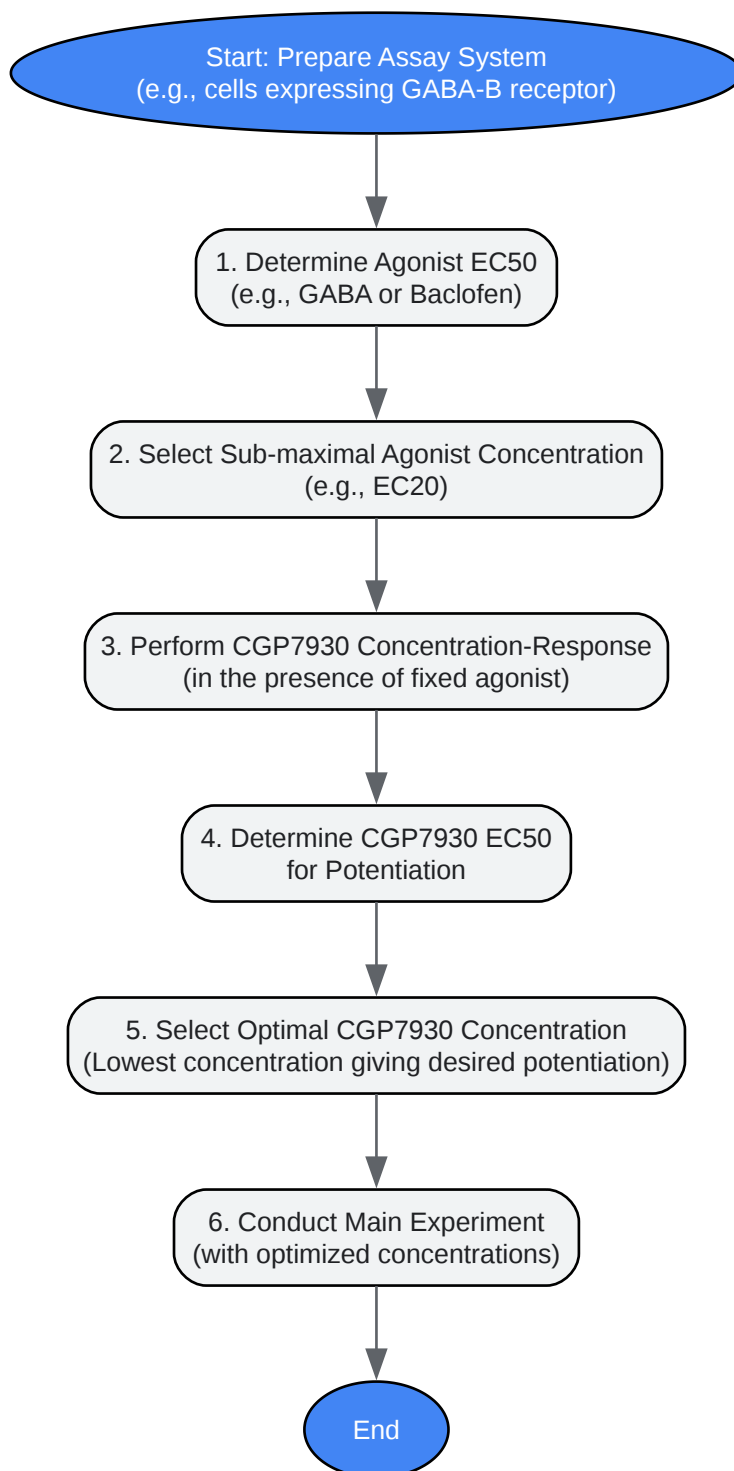 Start: Prepare Assay System
(e.g., cells expressing GABA-B receptor)
1. Determine Agonist EC50
(e.g., GABA or Baclofen)
2. Select Sub-maximal Agonist Concentration
(e.g., EC20)
3. Perform CGP7930 Concentration-Response
(in the presence of fixed agonist)
4. Determine CGP7930 EC50
for Potentiation
5. Select Optimal CGP7930 Concentration
(Lowest concentration giving desired potentiation)
6. Conduct Main Experiment
(with optimized concentrations)
End